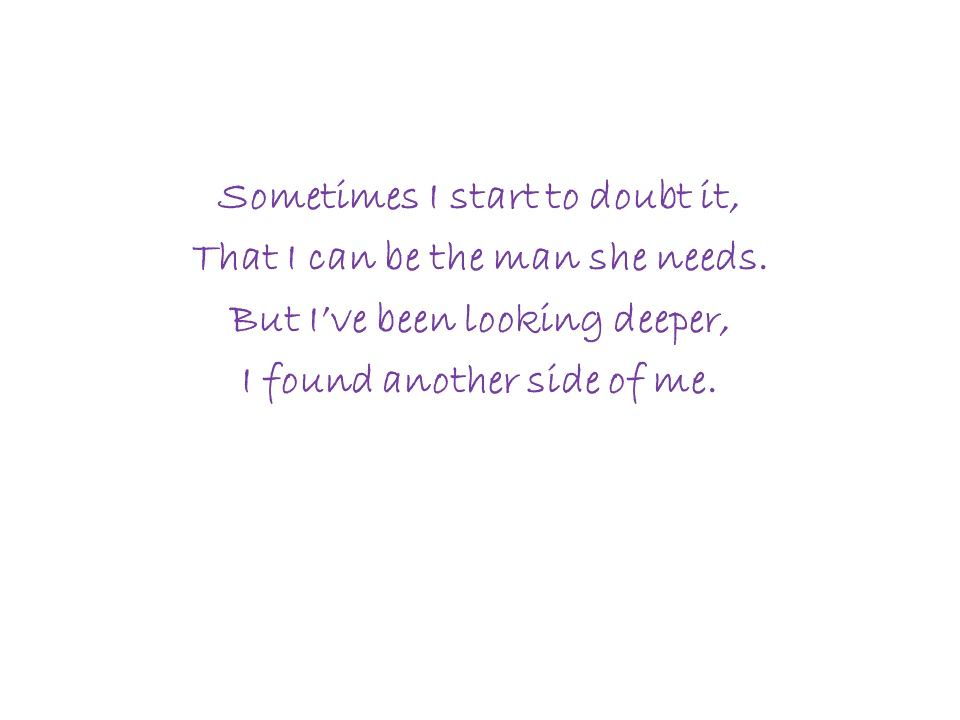 Sometimes I start to doubt it,
That I can be the man she needs.
But I’ve been looking deeper,
I found another side of me.